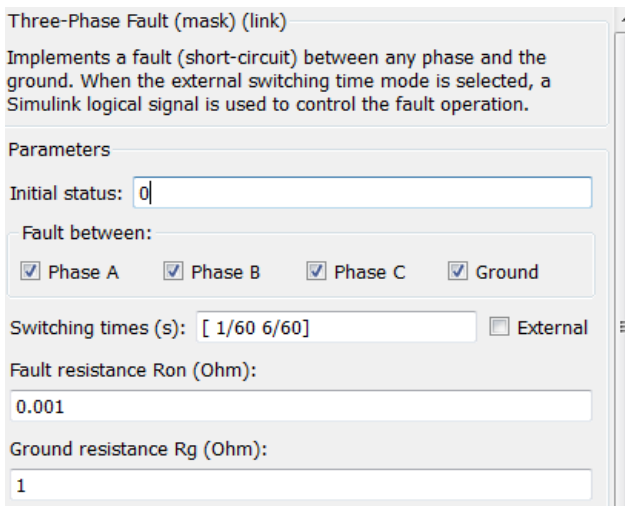 Three-Phase Fault (mask) (link)
Implements a fault (short-circuit) between any phase and the
ground. When the external switching time mode is selected, a
Simulink logical signal is used to control the fault operation.
Parameters
Initial status: 0
Fault between:
Phase A Phase B Phase C Ground
Switching times (s): [ 1/60 6/60] External
Fault resistance Ron (Ohm):
0.001
Ground resistance Rg (Ohm):
1